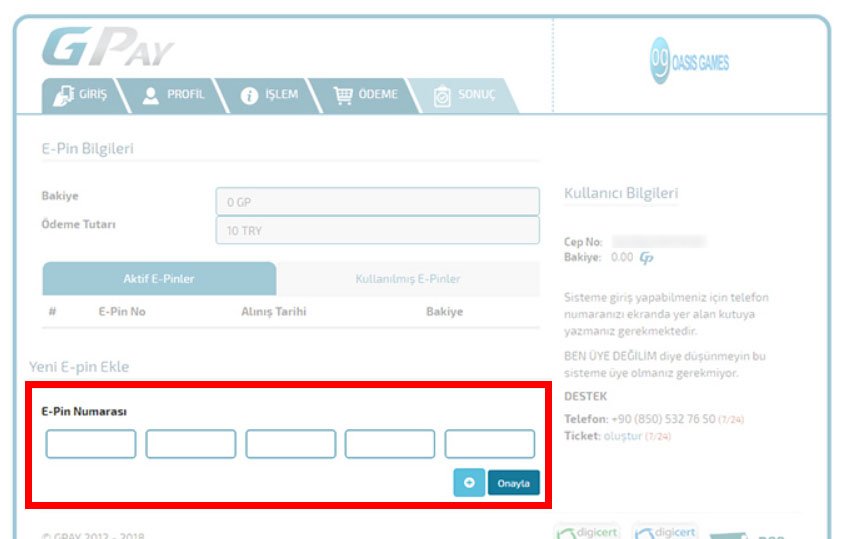 GPAY
OASIS GAMES
GİRİŞ
PROFİL
İŞLEM
ÖDEME
SONUÇ
E-Pin Bilgileri
Bakiye
0 GP
Ödeme Tutarı
10 TRY
Aktif E-Pinler
Kullanılmış E-Pinler
# E-Pin No Alınış Tarihi Bakiye
Yeni E-pin Ekle
E-Pin Numarası
Onayla
Kullanıcı Bilgileri
Cep No:
Bakiye: 0.00 Gp
Sisteme giriş yapabilmeniz için telefon
numaranızı ekranda yer alan kutuya
yazmanız gerekmektedir.
BEN ÜYE DEĞİLİM diye düşünmeyin bu
sisteme üye olmanız gerekmiyor.
DESTEK
Telefon: +90 (850) 532 76 50 (7/24)
Ticket: oluştur (7/24)
© GPAY 2012 - 2018
digicert
digicert